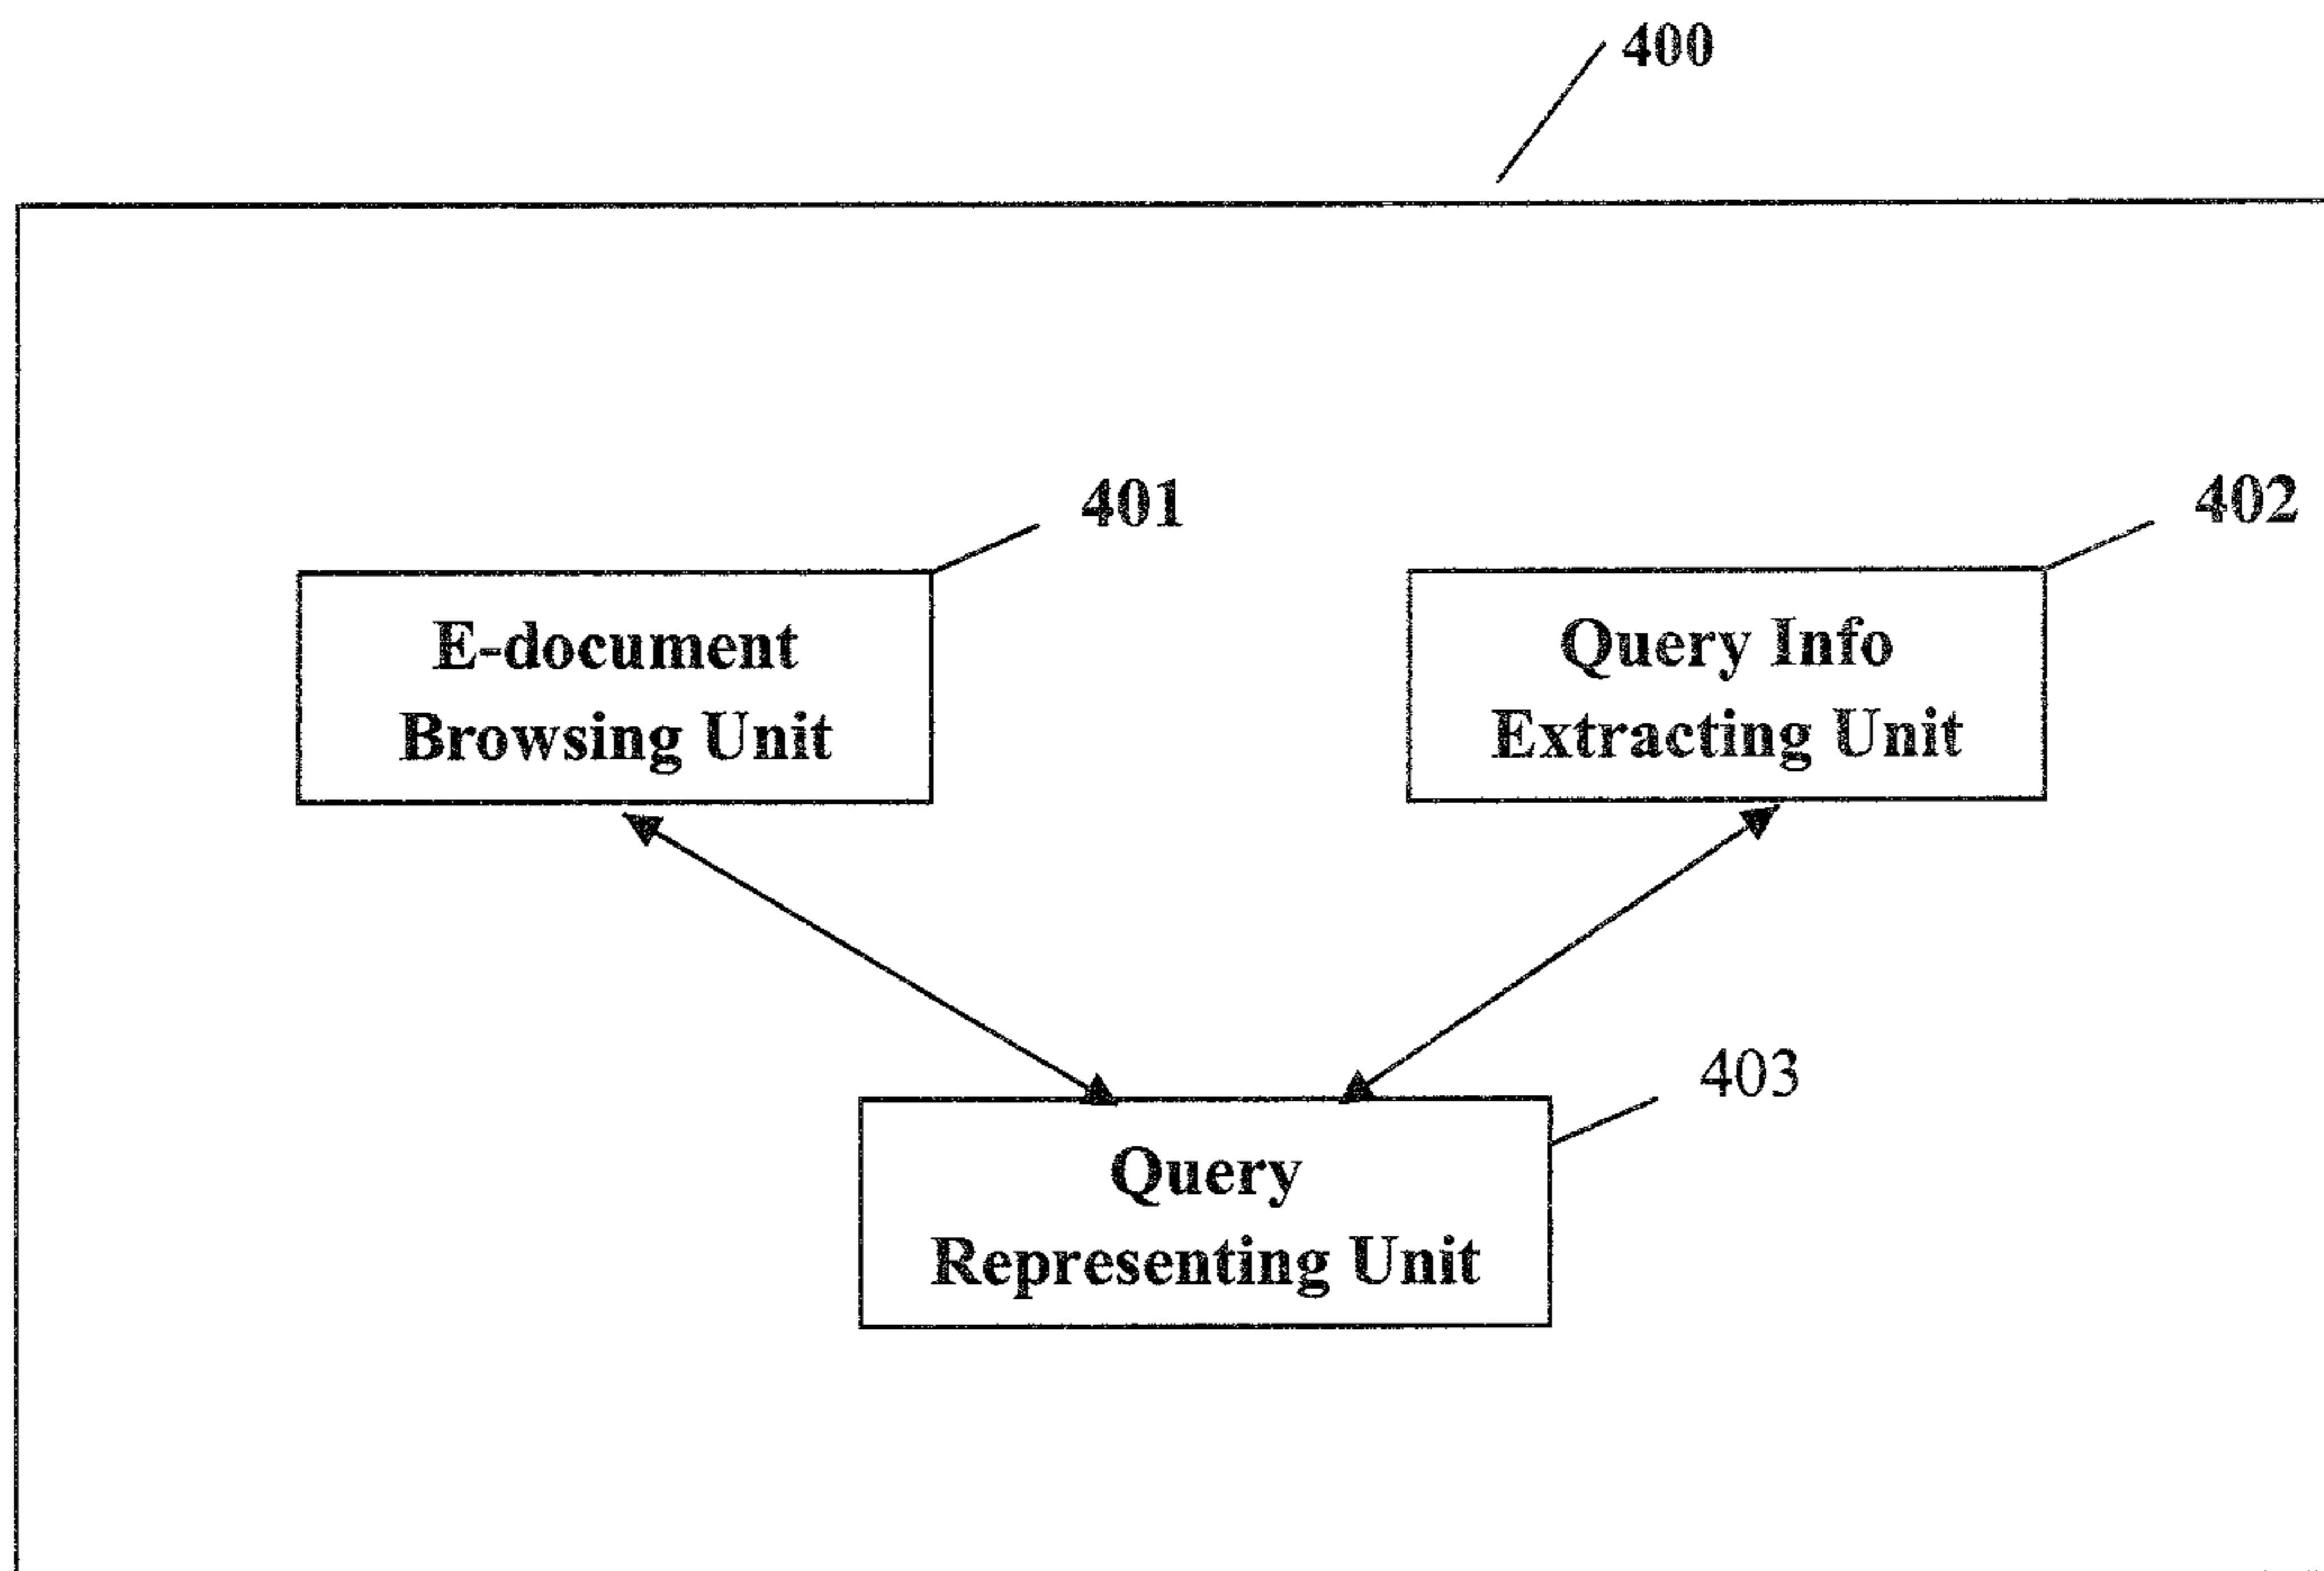 400
401
402
E-document
Browsing Unit
Query Info
Extracting Unit
403
Query
Representing Unit